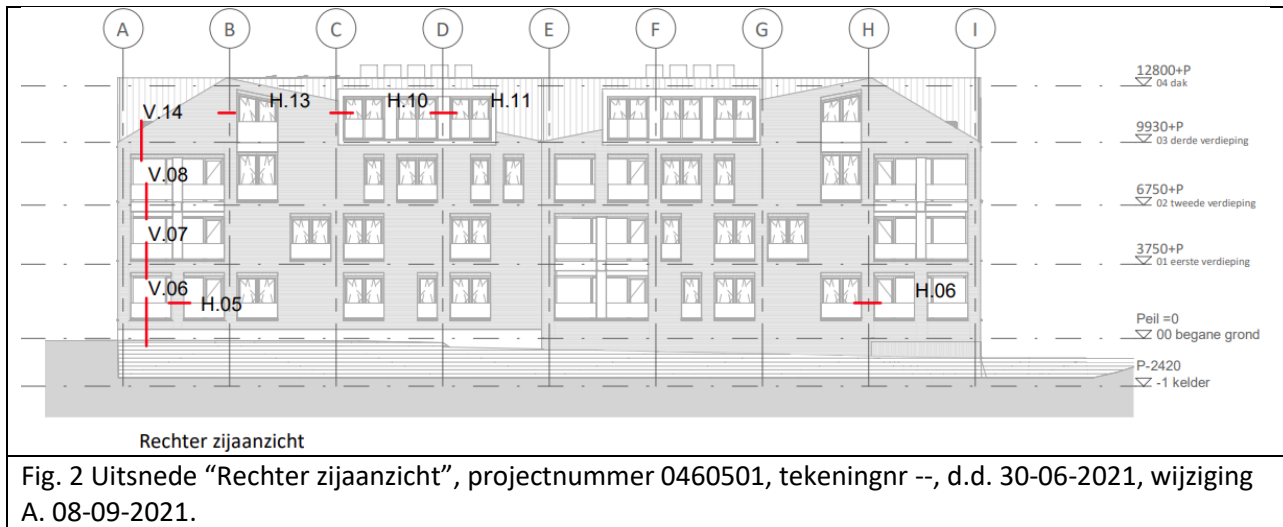 A B C D E F G H I
12800+P
04 dak
V.14 H.13 H.10 H.11
9930+P
03 derde verdieping
V.08
6750+P
02 tweede verdieping
V.07
3750+P
01 eerste verdieping
V.06 H.05 H.06
Peil =0
00 begane grond
P-2420
-1 kelder
Rechter zijaanzicht
Fig. 2 Uitsnede “Rechter zijaanzicht”, projectnummer 0460501, tekeningnr --, d.d. 30-06-2021, wijziging
A. 08-09-2021.